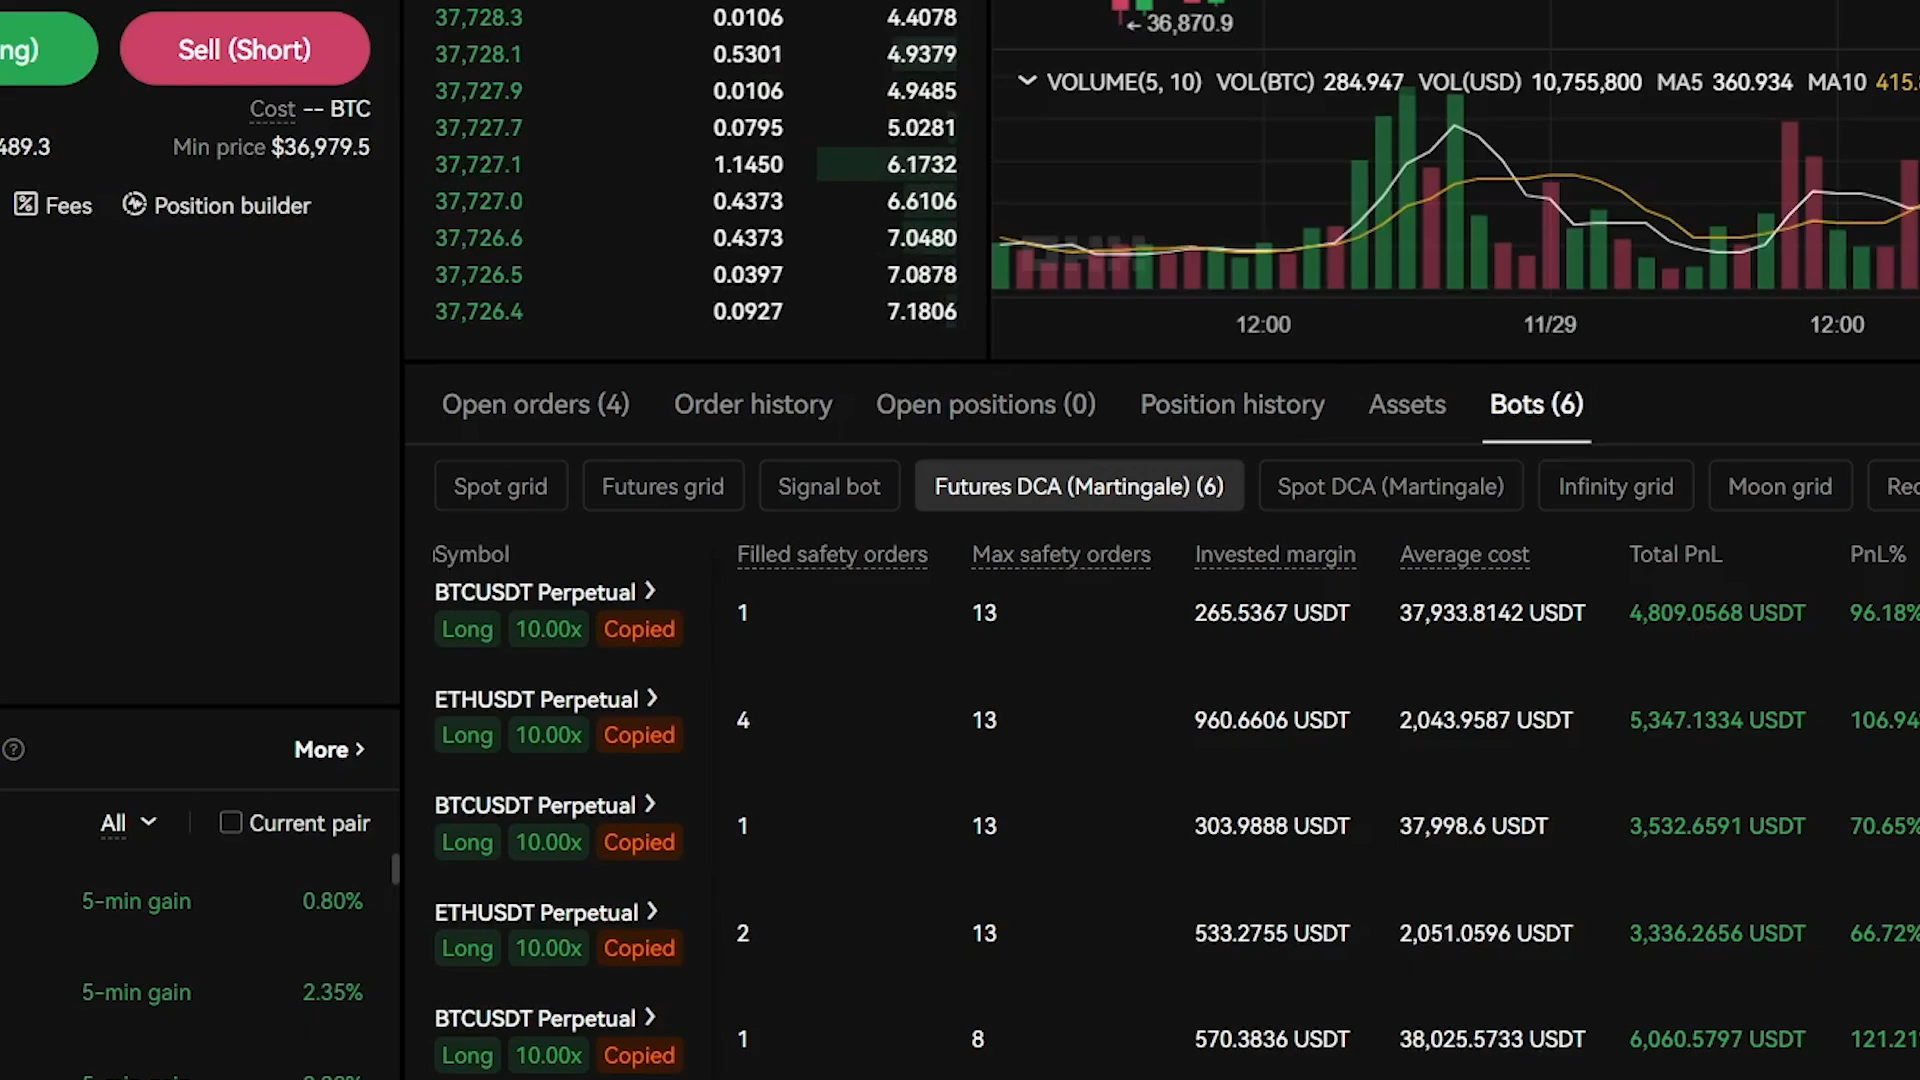 ng)
Sell (Short)
Cost -- BTC
489.3
Min price $36,979.5
Fees
Position builder
More >
All
Current pair
5-min gain 0.80%
5-min gain 2.35%
37,728.3 0.0106 4.4078
37,728.1 0.5301 4.9379
37,727.9 0.0106 4.9485
37,727.7 0.0795 5.0281
37,727.1 1.1450 6.1732
37,727.0 0.4373 6.6106
37,726.6 0.4373 7.0480
37,726.5 0.0397 7.0878
37,726.4 0.0927 7.1806
←36,870.9
VOLUME(5, 10) VOL(BTC) 284.947 VOL(USD) 10,755,800 MA5 360.934 MA10 415.
12:00 11/29 12:00
Open orders (4) Order history Open positions (0) Position history Assets Bots (6)
Spot grid Futures grid Signal bot Futures DCA (Martingale) (6) Spot DCA (Martingale) Infinity grid Moon grid Rec
Symbol Filled safety orders Max safety orders Invested margin Average cost Total PnL PnL%
BTCUSDT Perpetual >
Long 10.00x Copied
1 13 265.5367 USDT 37,933.8142 USDT 4,809.0568 USDT 96.18%
ETHUSDT Perpetual >
Long 10.00x Copied
4 13 960.6606 USDT 2,043.9587 USDT 5,347.1334 USDT 106.94
BTCUSDT Perpetual >
Long 10.00x Copied
1 13 303.9888 USDT 37,998.6 USDT 3,532.6591 USDT 70.65%
ETHUSDT Perpetual >
Long 10.00x Copied
2 13 533.2755 USDT 2,051.0596 USDT 3,336.2656 USDT 66.72%
BTCUSDT Perpetual >
Long 10.00x Copied
1 8 570.3836 USDT 38,025.5733 USDT 6,060.5797 USDT 121.21